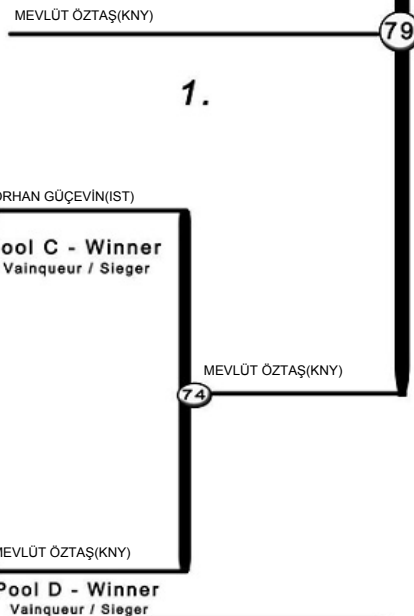 MEVLÜT ÖZTAŞ(KNY)
79
1.
ORHAN GÜÇEVİN(IST)
ool C - Winner
Vainqueur / Sieger
MEVLÜT ÖZTAŞ(KNY)
74
MEVLÜT ÖZTAŞ(KNY)
Pool D - Winner
Vainqueur / Sieger